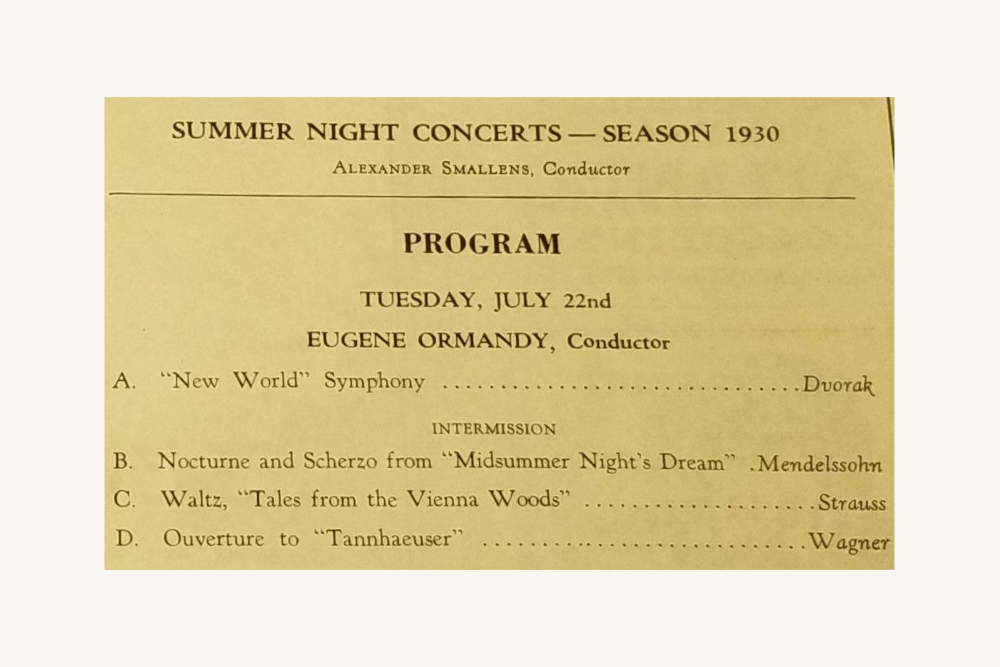 SUMMER NIGHT CONCERTS — SEASON 1930
ALEXANDER SMALLENS, Conductor
PROGRAM
TUESDAY, JULY 22nd
EUGENE ORMANDY, Conductor
A. “New World” Symphony ................................Dvorak
INTERMISSION
B. Nocturne and Scherzo from “Midsummer Night's Dream” .Mendelssohn
C. Waltz, “Tales from the Vienna Woods” .....................Strauss
D. Ouverture to “Tannhaeuser” ..............................Wagner